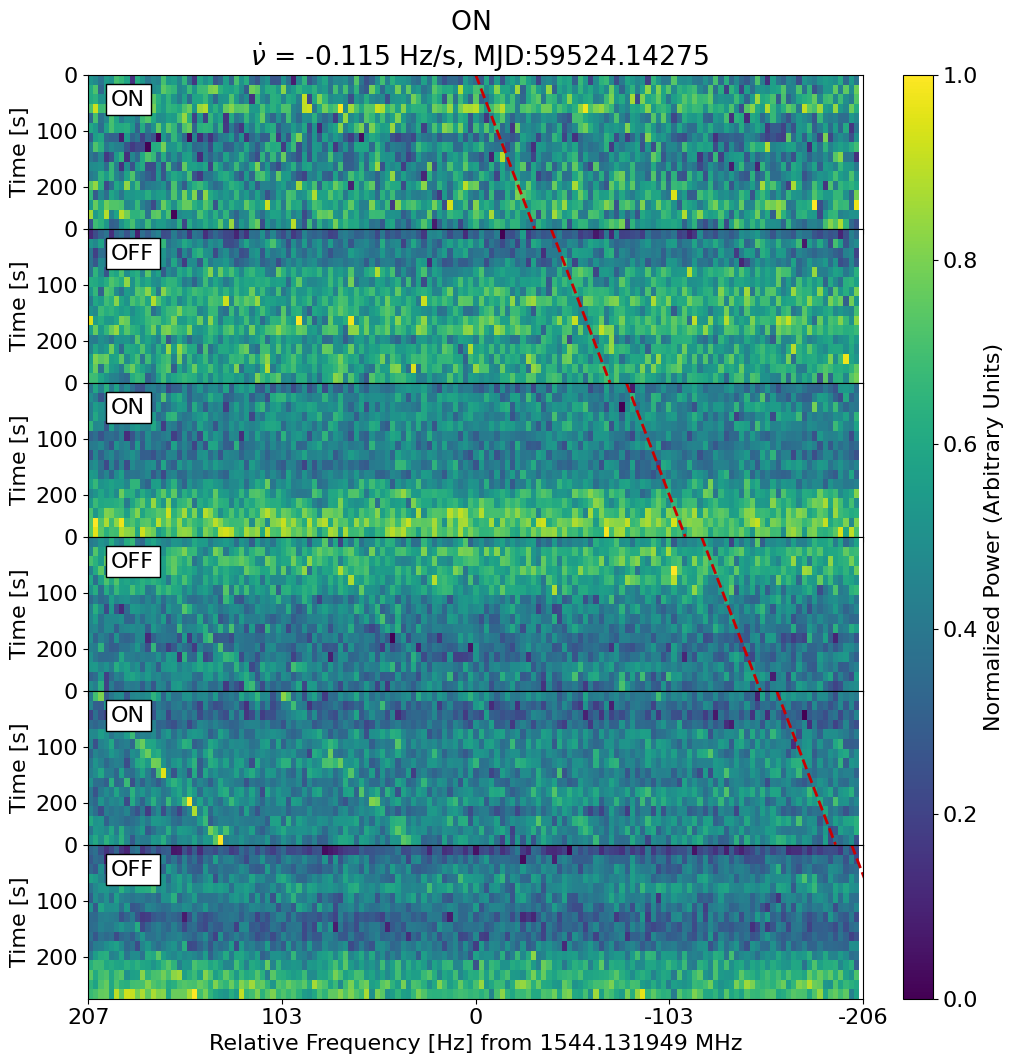 ON
ν̇ = -0.115 Hz/s, MJD:59524.14275
0
100
200
Time [s]
ON
0
100
200
Time [s]
OFF
0
100
200
Time [s]
ON
0
100
200
Time [s]
OFF
0
100
200
Time [s]
ON
0
100
200
Time [s]
OFF
207
103
0
-103
-206
Relative Frequency [Hz] from 1544.131949 MHz
1.0
0.8
0.6
0.4
0.2
0.0
Normalized Power (Arbitrary Units)